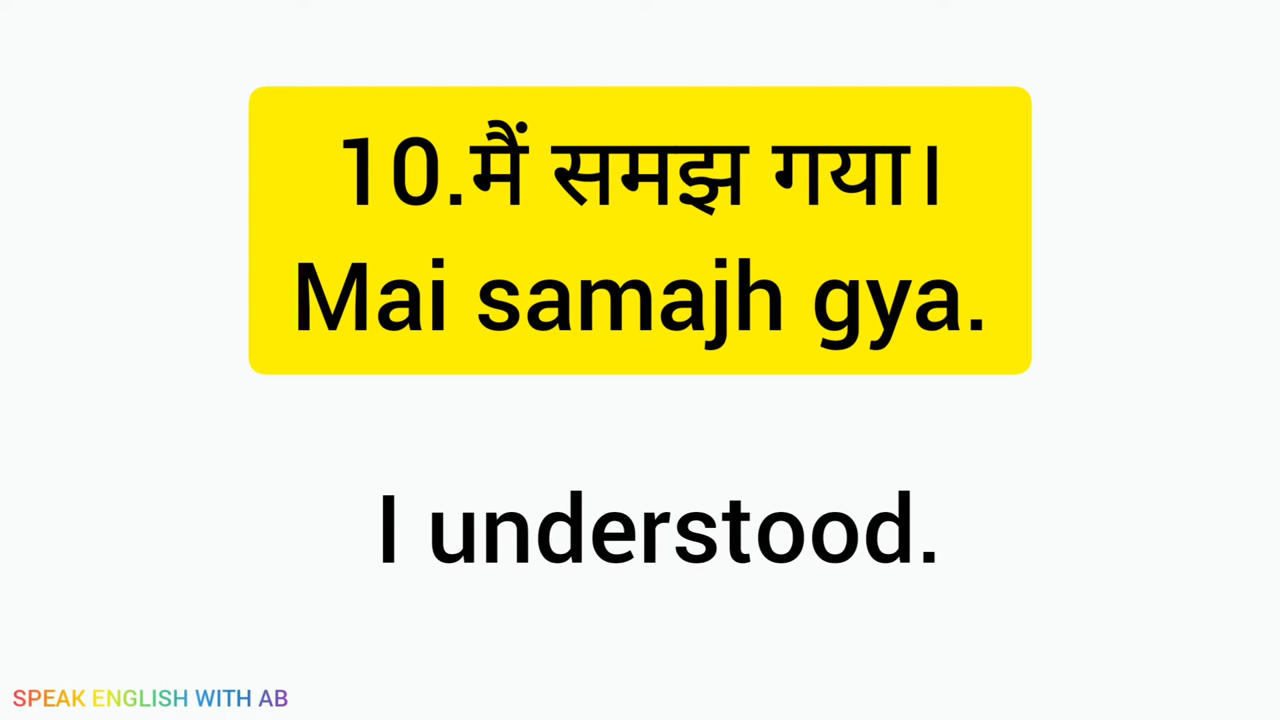 10.मैं समझ गया।
Mai samajh gya.
I understood.
SPEAK ENGLISH WITH AB